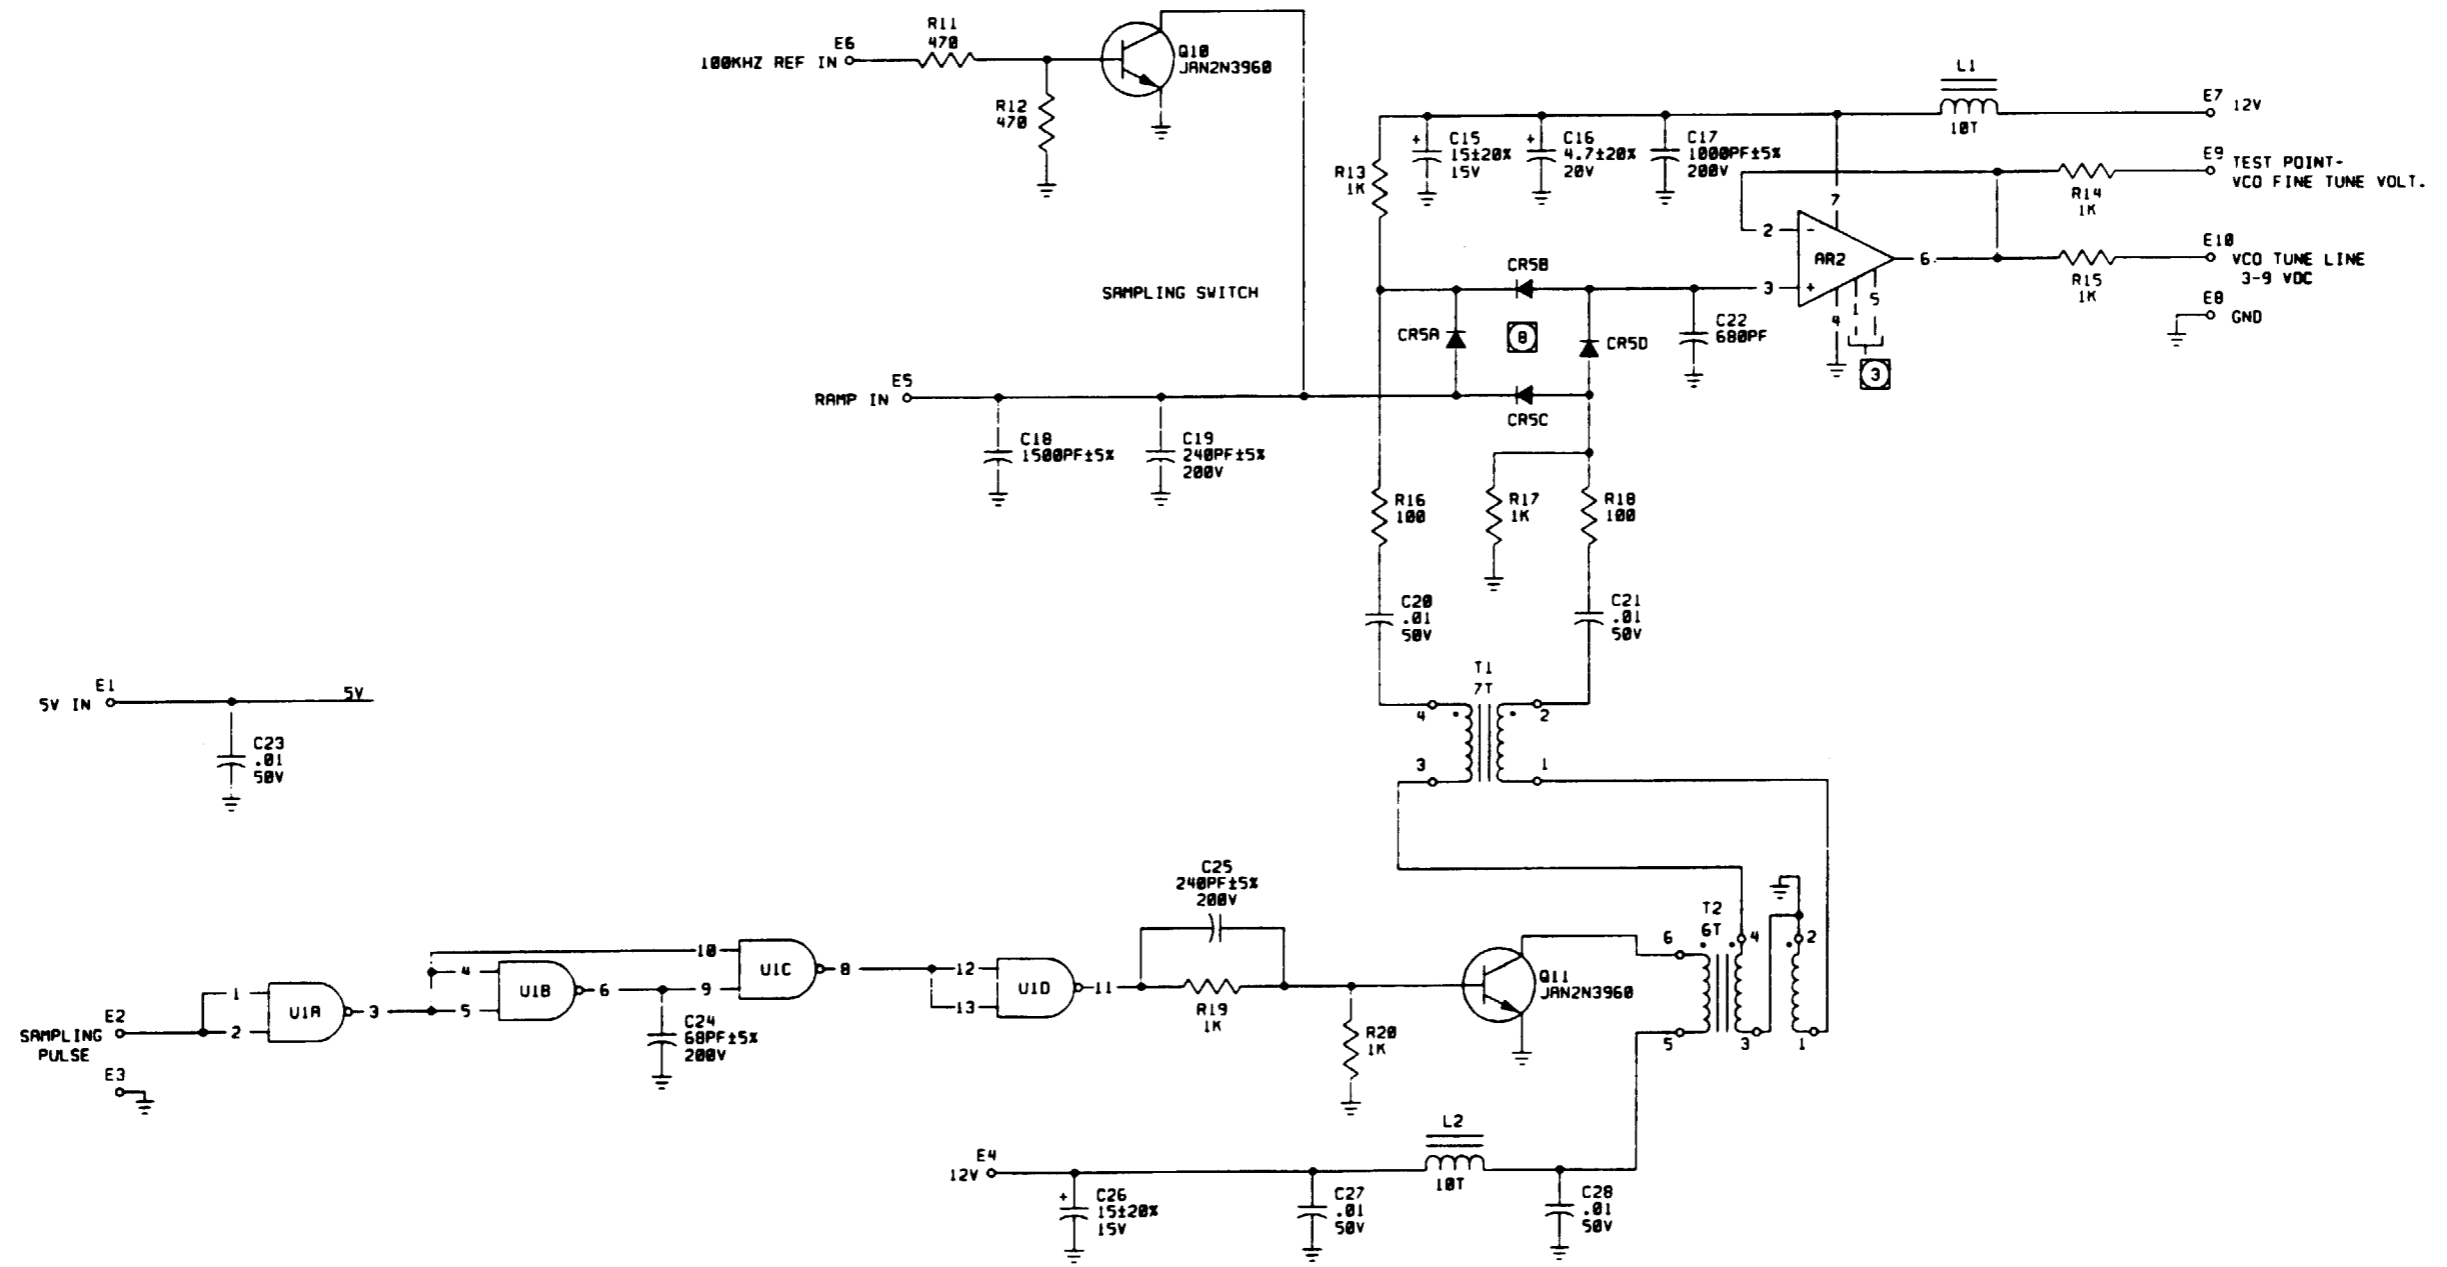 R11
470
E6
100KHZ REF IN
Q10
JAN2N3960
R12
470
L1
10T
E7
12V
C15
15±20%
15V
+
C16
4.7±20%
20V
+
C17
1000PF±5%
200V
R13
1K
E9
TEST POINT-
VCO FINE TUNE VOLT.
R14
1K
7
2
-
AR2
6
3
+
4
1
5
3
E10
VCO TUNE LINE
3-9 VDC
R15
1K
E8
GND
SAMPLING SWITCH
CR5B
CR5A
8
CR5D
CR5C
C22
680PF
E5
RAMP IN
C18
1500PF±5%
C19
240PF±5%
200V
R16
100
R17
1K
R18
100
C20
.01
50V
C21
.01
50V
T1
7T
4
2
3
1
E1
5V IN
5V
C23
.01
50V
C25
240PF±5%
200V
T2
6T
6
4
2
5
3
1
E2
SAMPLING
PULSE
E3
1
2
U1A
3
4
5
U1B
6
10
9
U1C
8
12
13
U1D
11
C24
68PF±5%
200V
R19
1K
R20
1K
Q11
JAN2N3960
E4
12V
+
C26
15±20%
15V
C27
.01
50V
L2
10T
C28
.01
50V